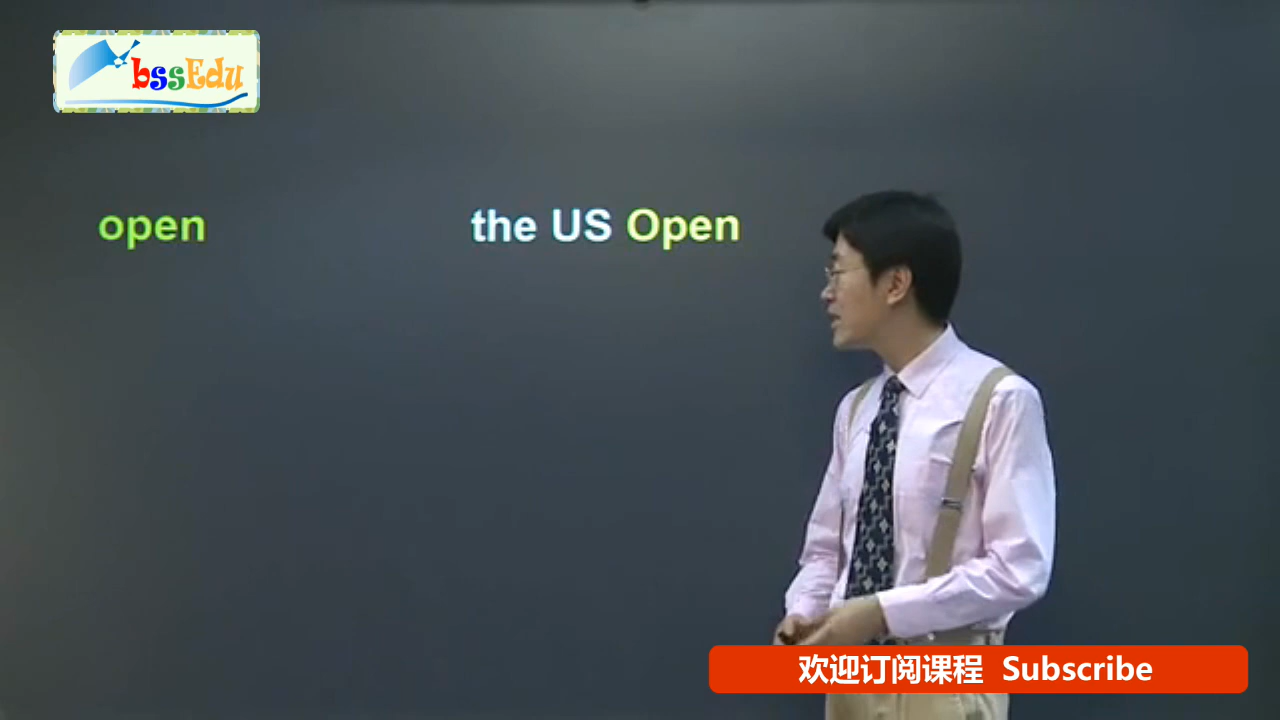 bssEdu
open the US Open
欢迎订阅课程 Subscribe